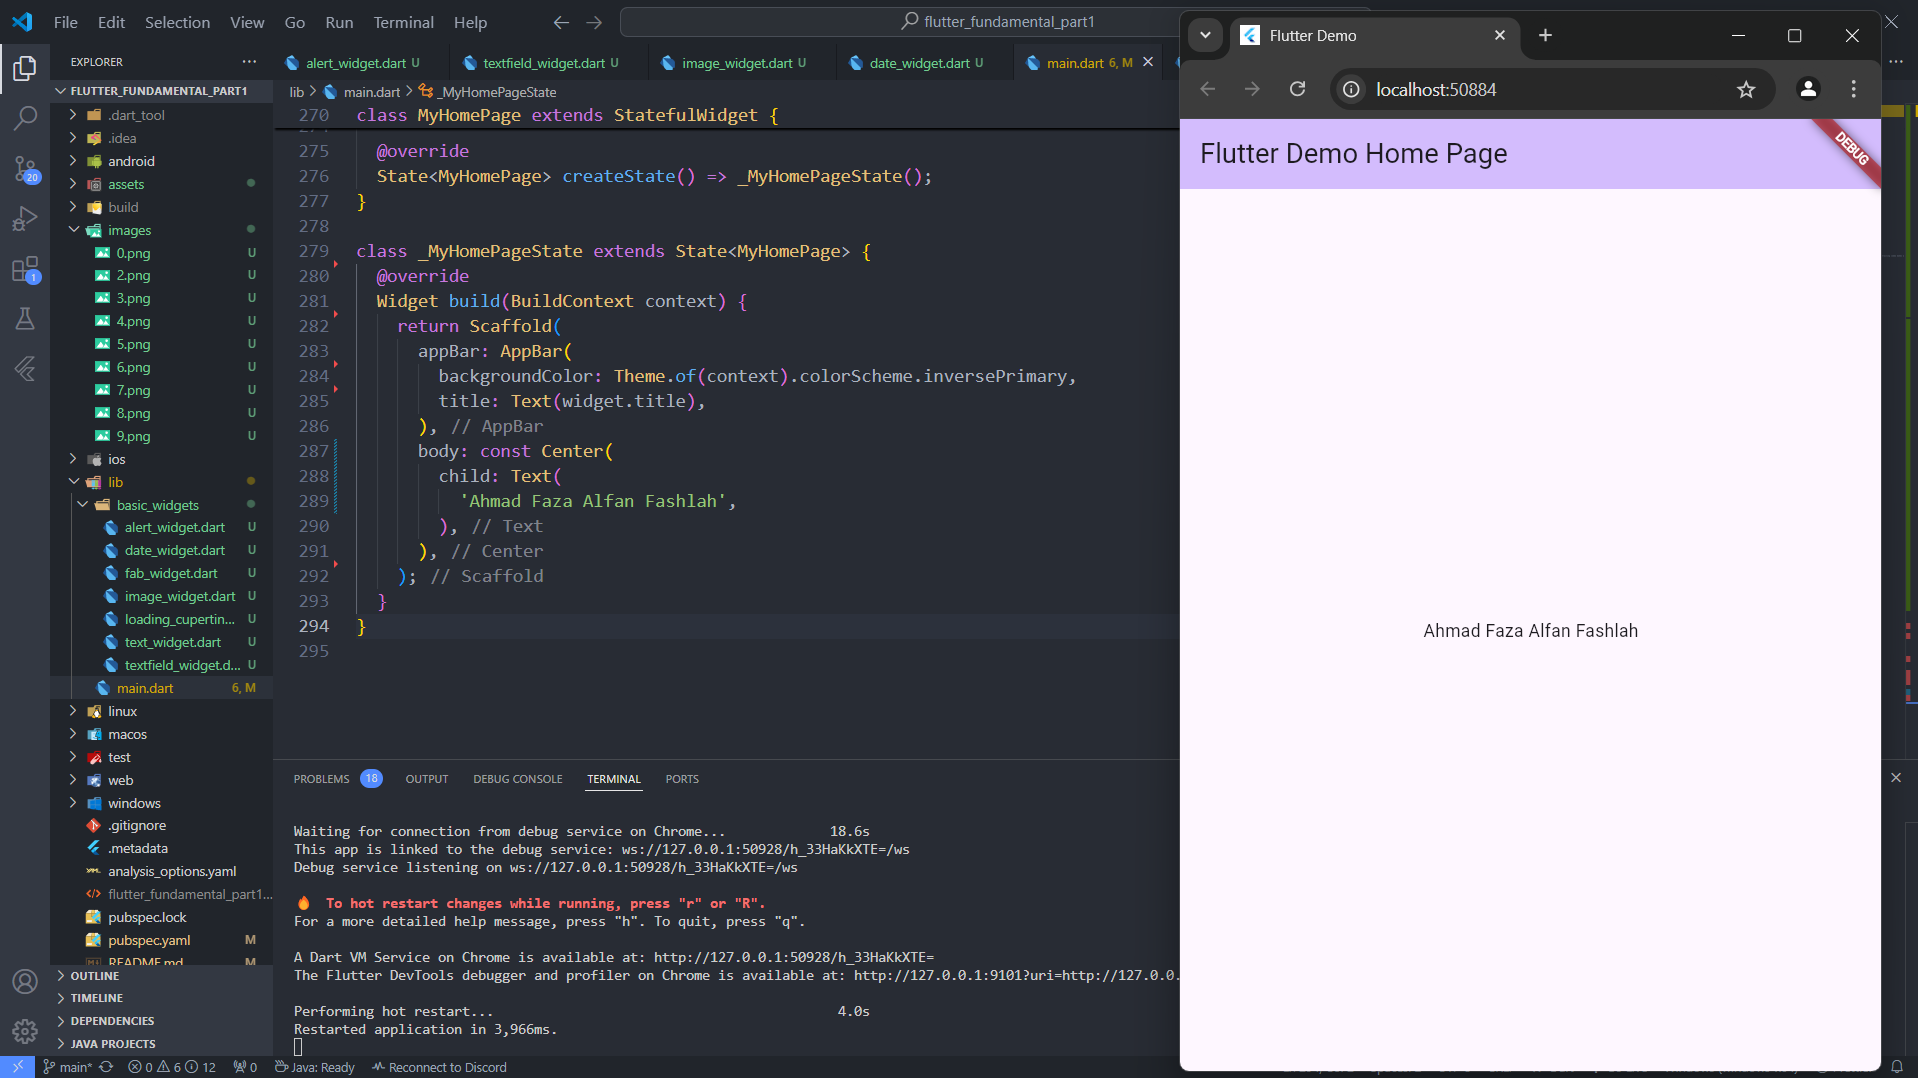 File Edit Selection View Go Run Terminal Help
flutter_fundamental_part1
EXPLORER
FLUTTER_FUNDAMENTAL_PART1
.dart_tool
.idea
android
assets
build
images
0.png U
2.png U
3.png U
4.png U
5.png U
6.png U
7.png U
8.png U
9.png U
ios
lib
basic_widgets
alert_widget.dart U
date_widget.dart U
fab_widget.dart U
image_widget.dart U
loading_cupertin... U
text_widget.dart U
textfield_widget.d... U
main.dart 6, M
linux
macos
test
web
windows
.gitignore
.metadata
analysis_options.yaml
flutter_fundamental_part1...
pubspec.lock
pubspec.yaml M
README.md M
OUTLINE
TIMELINE
DEPENDENCIES
JAVA PROJECTS
20
1
alert_widget.dart U textfield_widget.dart U image_widget.dart U date_widget.dart U main.dart 6, M
lib > main.dart > _MyHomePageState
270 class MyHomePage extends StatefulWidget {
275 @override
276 State<MyHomePage> createState() => _MyHomePageState();
277 }
278
279 class _MyHomePageState extends State<MyHomePage> {
280 @override
281 Widget build(BuildContext context) {
282 return Scaffold(
283 appBar: AppBar(
284 backgroundColor: Theme.of(context).colorScheme.inversePrimary,
285 title: Text(widget.title),
286 ), // AppBar
287 body: const Center(
288 child: Text(
289 'Ahmad Faza Alfan Fashlah',
290 ), // Text
291 ), // Center
292 ); // Scaffold
293 }
294 }
295
PROBLEMS 18 OUTPUT DEBUG CONSOLE TERMINAL PORTS
Waiting for connection from debug service on Chrome... 18.6s
This app is linked to the debug service: ws://127.0.0.1:50928/h_33HaKkXTE=/ws
Debug service listening on ws://127.0.0.1:50928/h_33HaKkXTE=/ws
🔥 To hot restart changes while running, press "r" or "R".
For a more detailed help message, press "h". To quit, press "q".
A Dart VM Service on Chrome is available at: http://127.0.0.1:50928/h_33HaKkXTE=
The Flutter DevTools debugger and profiler on Chrome is available at: http://127.0.0.1:9101?uri=http://127.0.0.
Performing hot restart... 4.0s
Restarted application in 3,966ms.
main* 0 6 12 0 Java: Ready Reconnect to Discord
Flutter Demo
localhost:50884
Flutter Demo Home Page
DEBUG
Ahmad Faza Alfan Fashlah